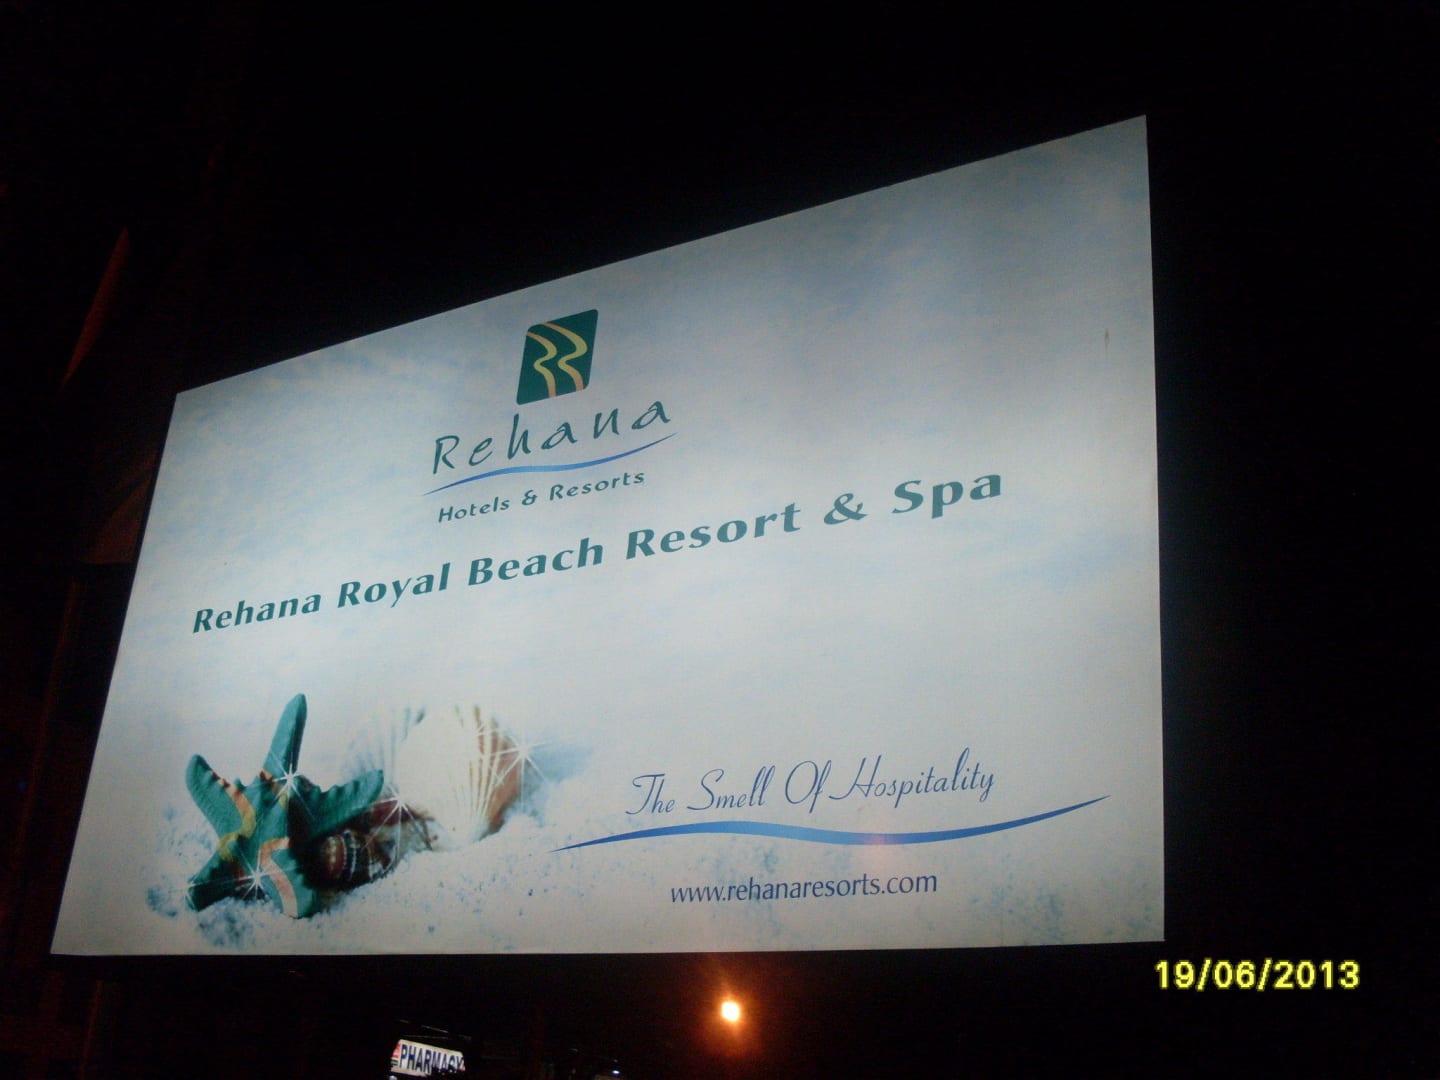 Rehana
Hotels & Resorts
Rehana Royal Beach Resort & Spa
The Smell Of Hospitality
www.rehanaresorts.com
19/06/2013
PHARMACY